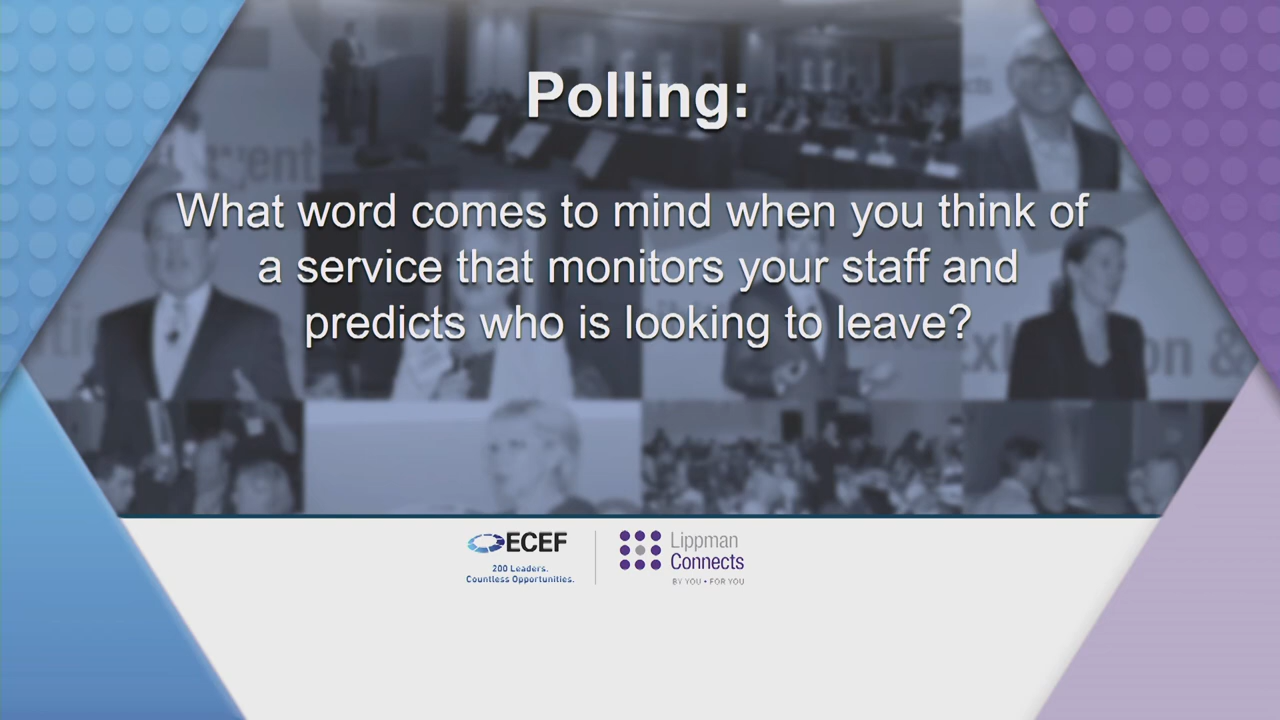 Polling:
What word comes to mind when you think of
a service that monitors your staff and
predicts who is looking to leave?
ECEF
200 Leaders.
Countless Opportunities.
Lippman
Connects
BY YOU • FOR YOU